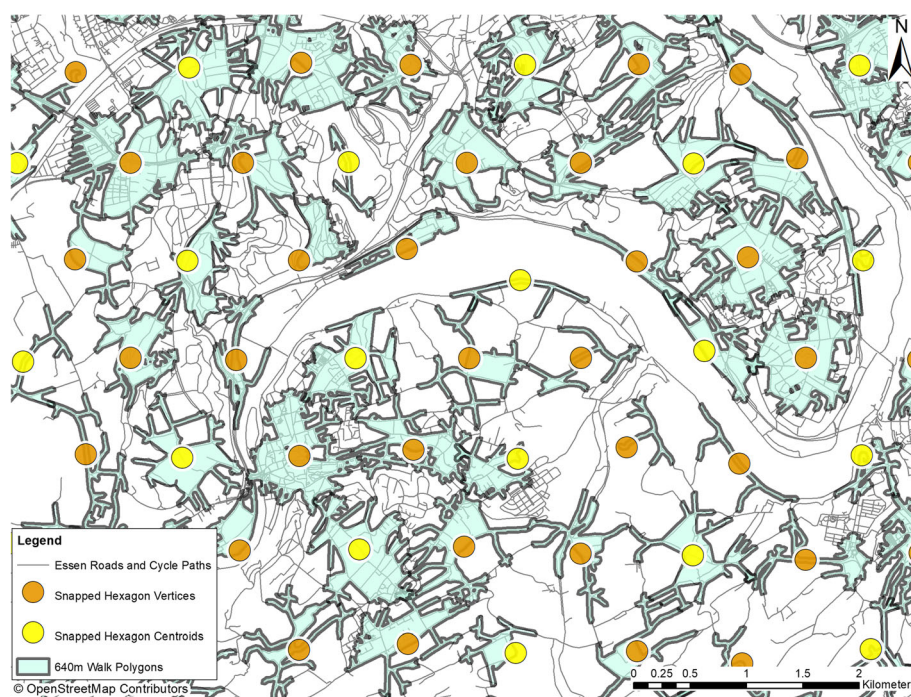 N
Legend
Essen Roads and Cycle Paths
Snapped Hexagon Vertices
Snapped Hexagon Centroids
640m Walk Polygons
© OpenStreetMap Contributors
0 0.25 0.5 1 1.5 2
Kilometer